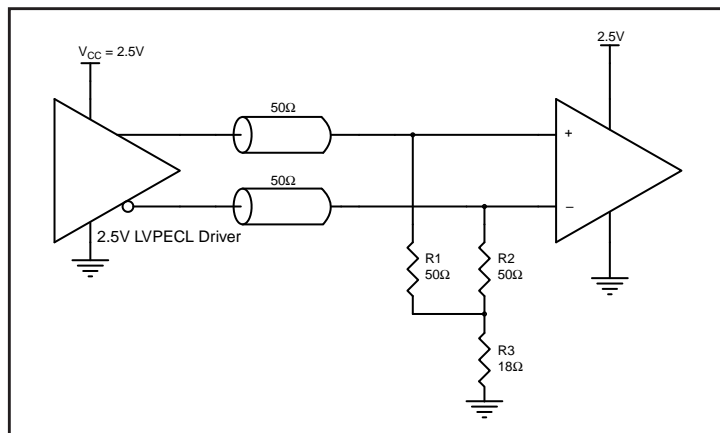 V_CC = 2.5V
2.5V
50Ω
+
50Ω
–
2.5V LVPECL Driver
R1
50Ω
R2
50Ω
R3
18Ω